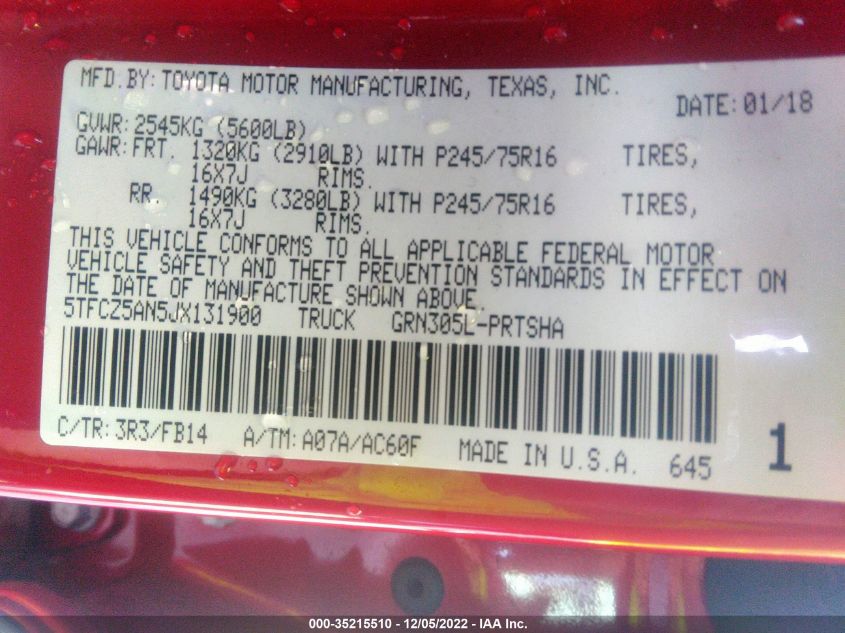 MFD.BY: TOYOTA MOTOR MANUFACTURING, TEXAS, INC.
DATE: 01/18
GVWR: 2545KG (5600LB)
GAWR: FRT. 1320KG (2910LB) WITH P245/75R16 TIRES,
16X7J RIMS.
RR. 1490KG (3280LB) WITH P245/75R16 TIRES,
16X7J RIMS.
THIS VEHICLE CONFORMS TO ALL APPLICABLE FEDERAL MOTOR
VEHICLE SAFETY AND THEFT PREVENTION STANDARDS IN EFFECT ON
THE DATE OF MANUFACTURE SHOWN ABOVE.
5TFCZ5AN5JX131900 TRUCK GRN305L-PRTSHA
C/TR: 3R3/FB14 A/TM: A07A/AC60F MADE IN U.S.A. 645 1
000-35215510 - 12/05/2022 - IAA Inc.